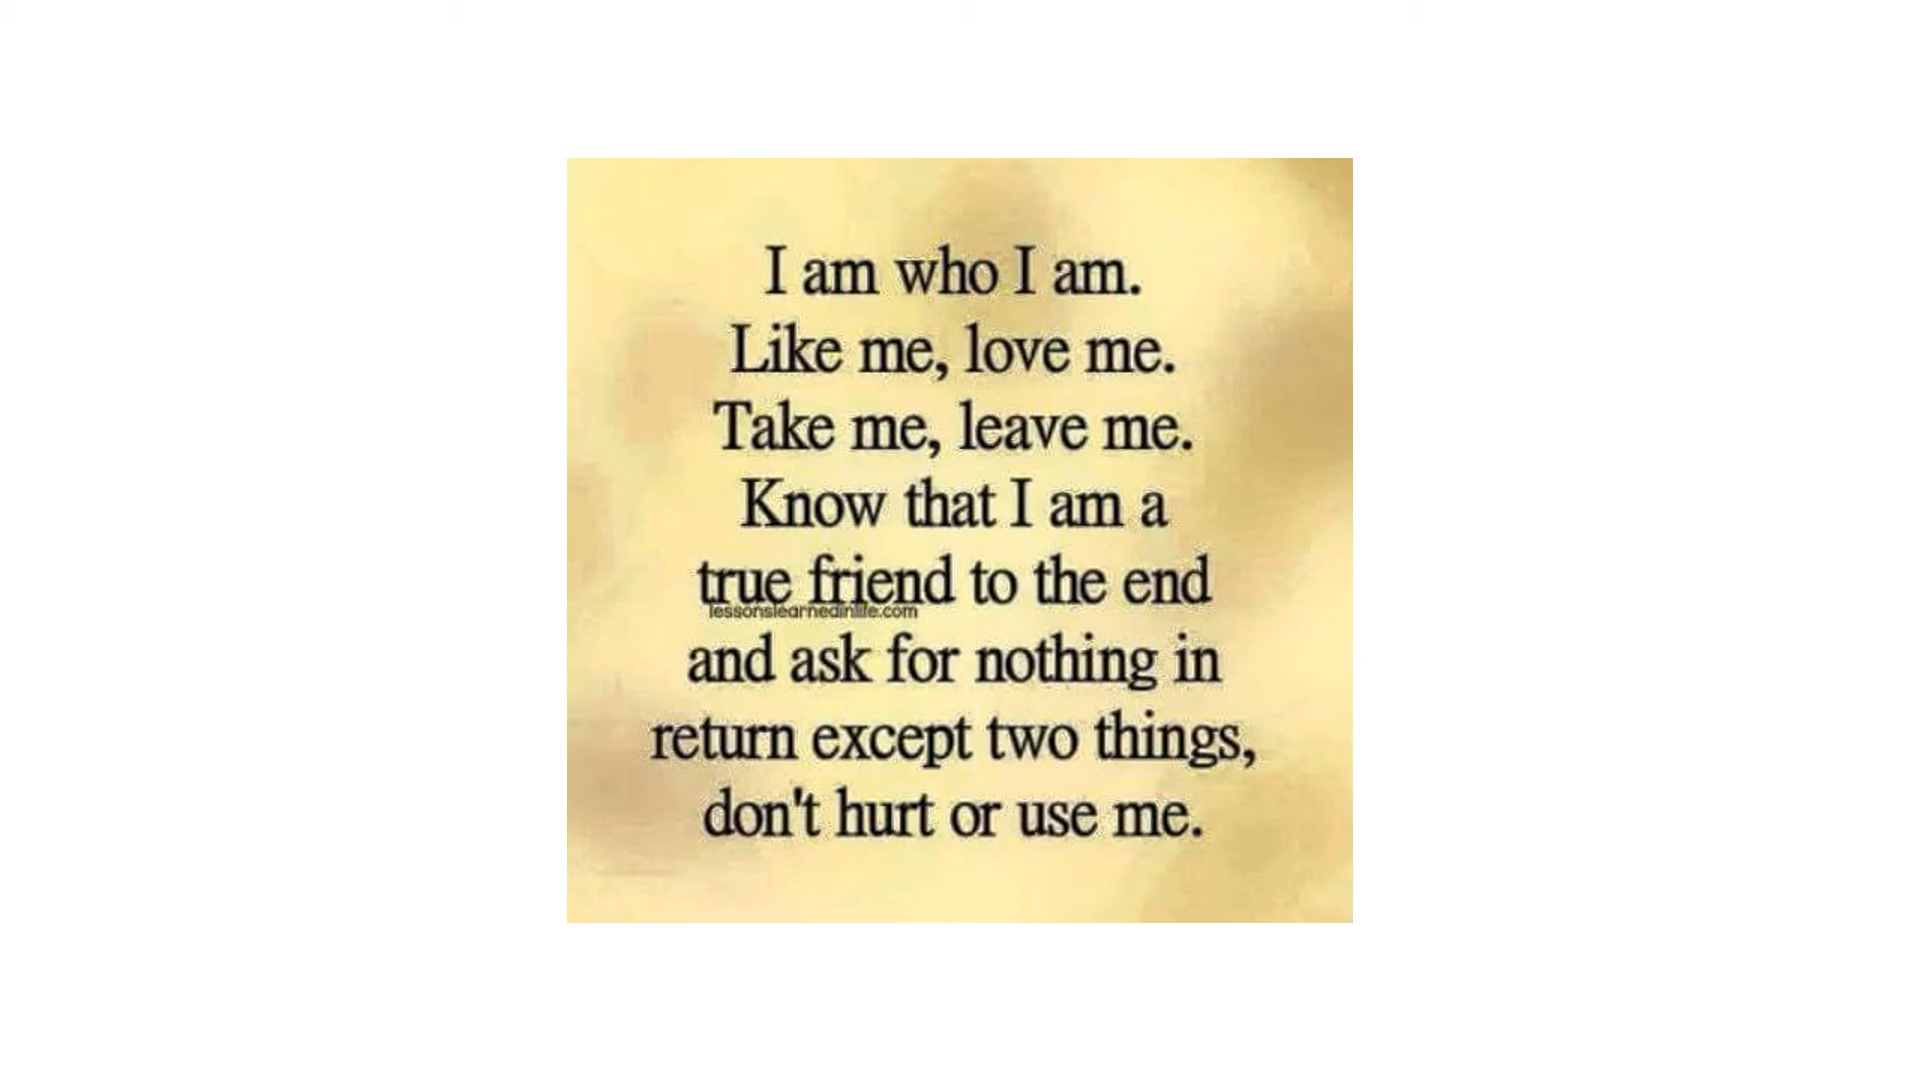 I am who I am.
Like me, love me.
Take me, leave me.
Know that I am a
true friend to the end
lessonslearnedinlife.com
and ask for nothing in
return except two things,
don't hurt or use me.